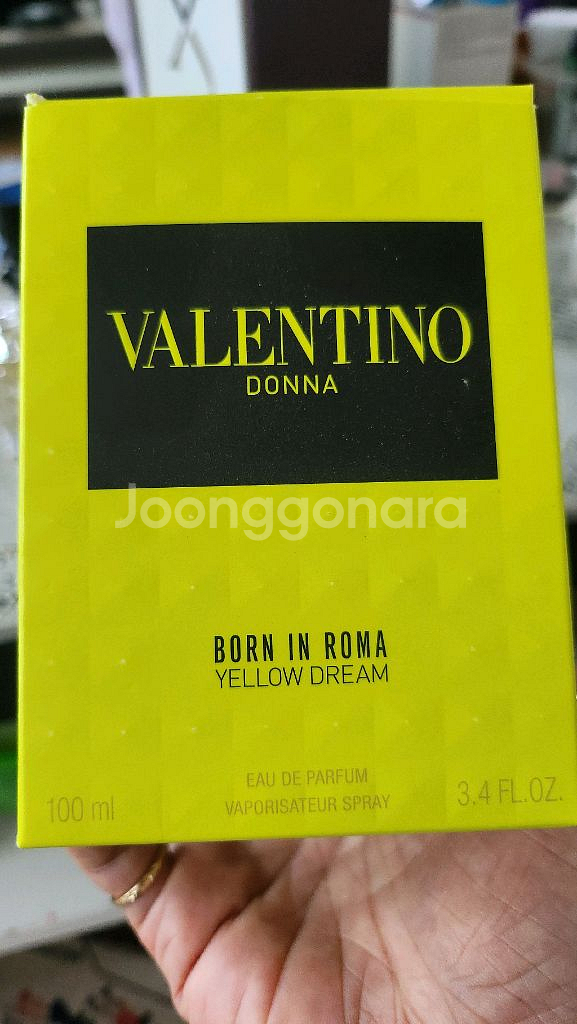 VALENTINO
DONNA
Joonggonara
BORN IN ROMA
YELLOW DREAM
EAU DE PARFUM
VAPORISATEUR SPRAY
100 ml
3.4 FL.OZ.